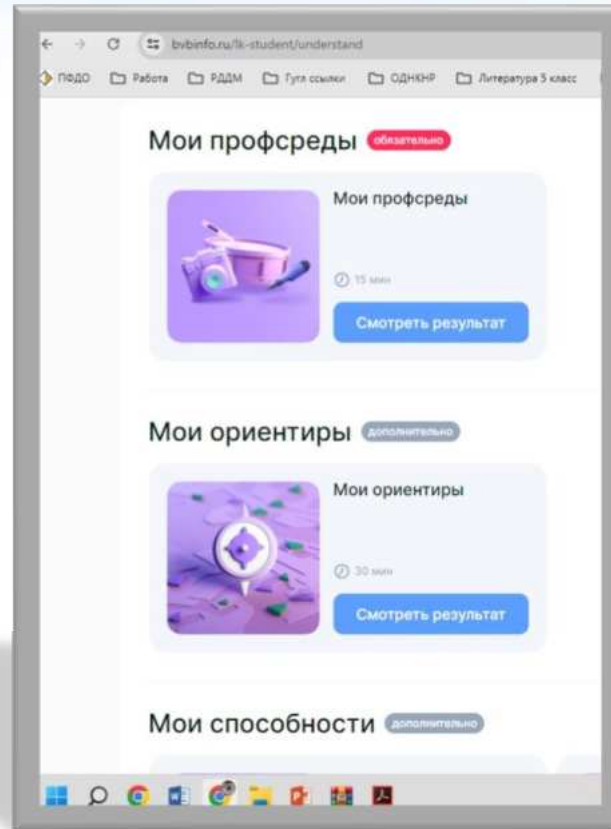 bvbinfo.ru/lk-student/understand
ПФДО Работа РДДМ Гугл ссылки ОДНКНР Литература 5 класс
Мои профсреды обязательно
Мои профсреды
15 мин
Смотреть результат
Мои ориентиры дополнительно
Мои ориентиры
30 мин
Смотреть результат
Мои способности дополнительно